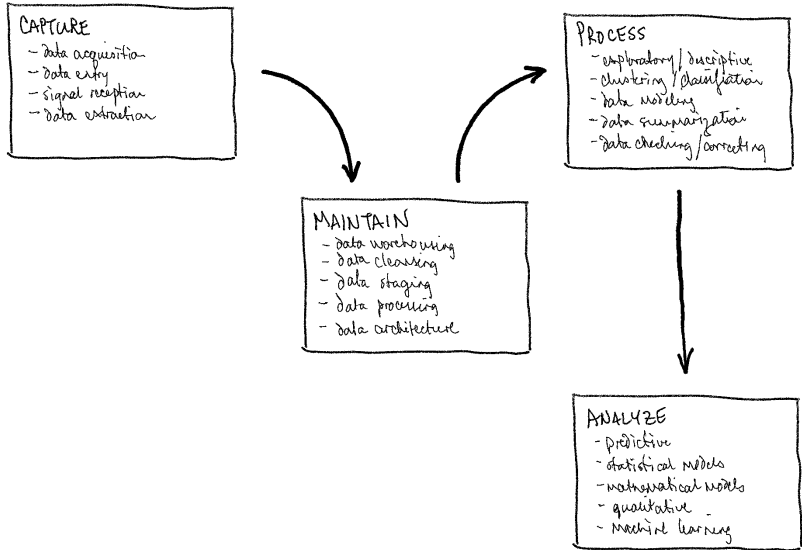 CAPTURE
- data acquisition
- data entry
- signal reception
- data extraction
MAINTAIN
- data warehousing
- data cleansing
- data staging
- data processing
- data architecture
PROCESS
- exploratory/descriptive
- clustering/classification
- data modeling
- data summarization
- data checking/correcting
ANALYZE
- predictive
- statistical models
- mathematical models
- qualitative
- machine learning